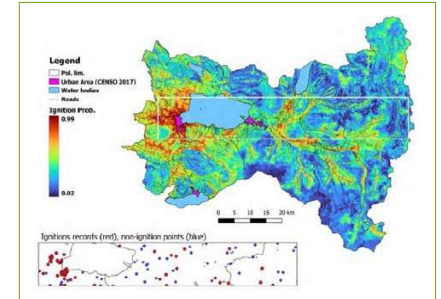 Legend
Pol. lim.
Urban Area (CENSO 2017)
Water bodies
Roads
Ignition Prob.
0.99
0.02
0 5 10 15 20 km
Ignitions records (red), non-ignition points (blue)